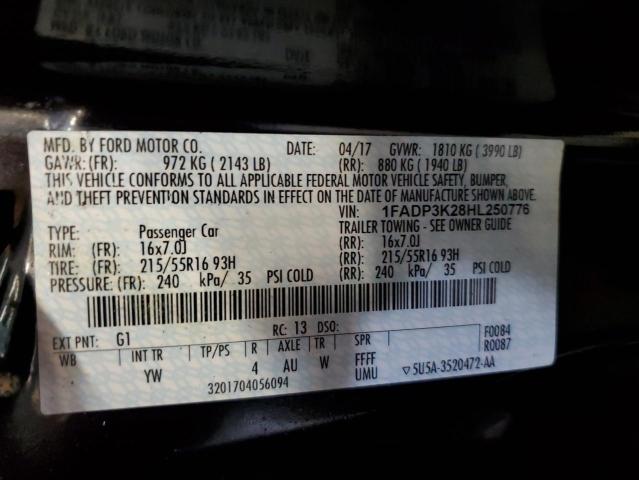 MFD. BY FORD MOTOR CO. DATE: 04/17 GVWR: 1810 KG ( 3990 LB)
GAWR: (FR): 972 KG ( 2143 LB) (RR): 880 KG ( 1940 LB)
THIS VEHICLE CONFORMS TO ALL APPLICABLE FEDERAL MOTOR VEHICLE SAFETY, BUMPER,
AND THEFT PREVENTION STANDARDS IN EFFECT ON THE DATE OF MANUFACTURE SHOWN ABOVE.
VIN: 1FADP3K28HL250776
TYPE: Passenger Car TRAILER TOWING - SEE OWNER GUIDE
RIM: (FR): 16x7.0J (RR): 16x7.0J
TIRE: (FR): 215/55R16 93H (RR): 215/55R16 93H
PRESSURE: (FR): 240 kPa/ 35 PSI COLD (RR): 240 kPa/ 35 PSI COLD
EXT PNT: G1 RC: 13 DSO: F0084
WB INT TR TP/PS R AXLE TR SPR R0087
YW 4 AU W FFFF
UMU
3201704056094 ▽5U5A-3520472-AA